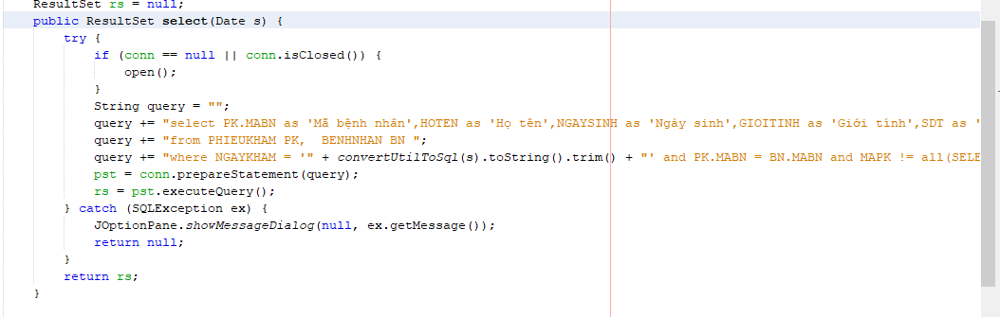 ResultSet rs = null;
public ResultSet select(Date s) {
try {
if (conn == null || conn.isClosed()) {
open();
}
String query = "";
query += "select PK.MABN as 'Mã bệnh nhân',HOTEN as 'Họ tên',NGAYSINH as 'Ngày sinh',GIOITINH as 'Giới tính',SDT as '
query += "from PHIEUKHAM PK,  BENHNHAN BN ";
query += "where NGAYKHAM = '" + convertUtilToSql(s).toString().trim() + "' and PK.MABN = BN.MABN and MAPK != all(SELE
pst = conn.prepareStatement(query);
rs = pst.executeQuery();
} catch (SQLException ex) {
JOptionPane.showMessageDialog(null, ex.getMessage());
return null;
}
return rs;
}